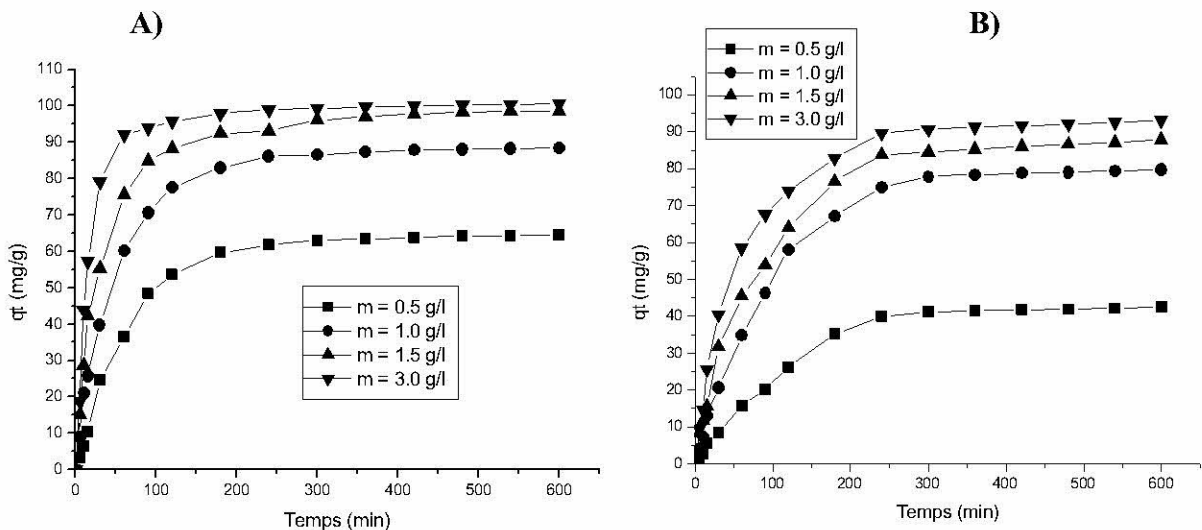 A)
110
100
90
80
70
60
50
40
30
20
10
0
qt (mg/g)
m = 0.5 g/l
m = 1.0 g/l
m = 1.5 g/l
m = 3.0 g/l
0 100 200 300 400 500 600
Temps (min)
B)
m = 0.5 g/l
m = 1.0 g/l
m = 1.5 g/l
m = 3.0 g/l
100
90
80
70
60
50
40
30
20
10
0
qt (mg/g)
0 100 200 300 400 500 600
Temps (min)